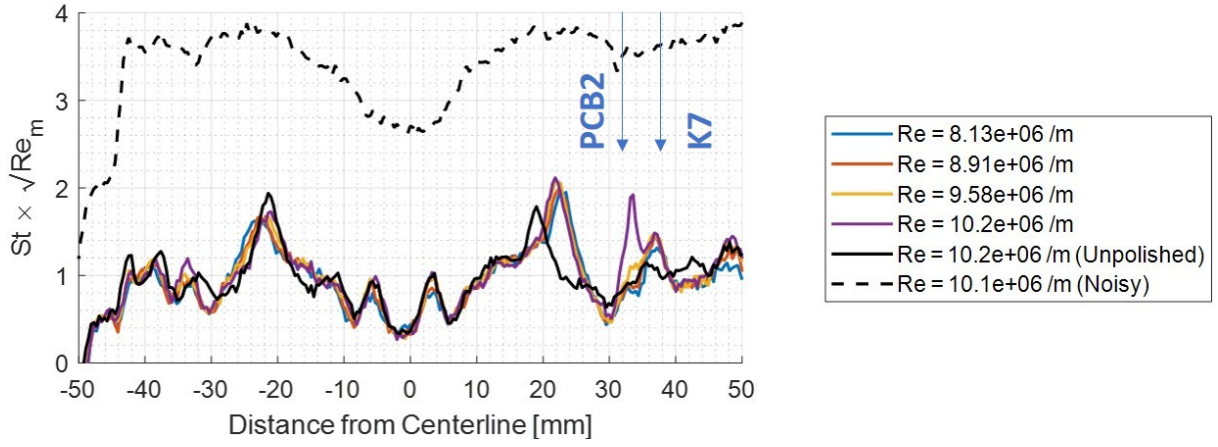 4
3
2
1
0
St × √Re_m
-50
-40
-30
-20
-10
0
10
20
30
40
50
Distance from Centerline [mm]
PCB2
K7
Re = 8.13e+06 /m
Re = 8.91e+06 /m
Re = 9.58e+06 /m
Re = 10.2e+06 /m
Re = 10.2e+06 /m (Unpolished)
Re = 10.1e+06 /m (Noisy)